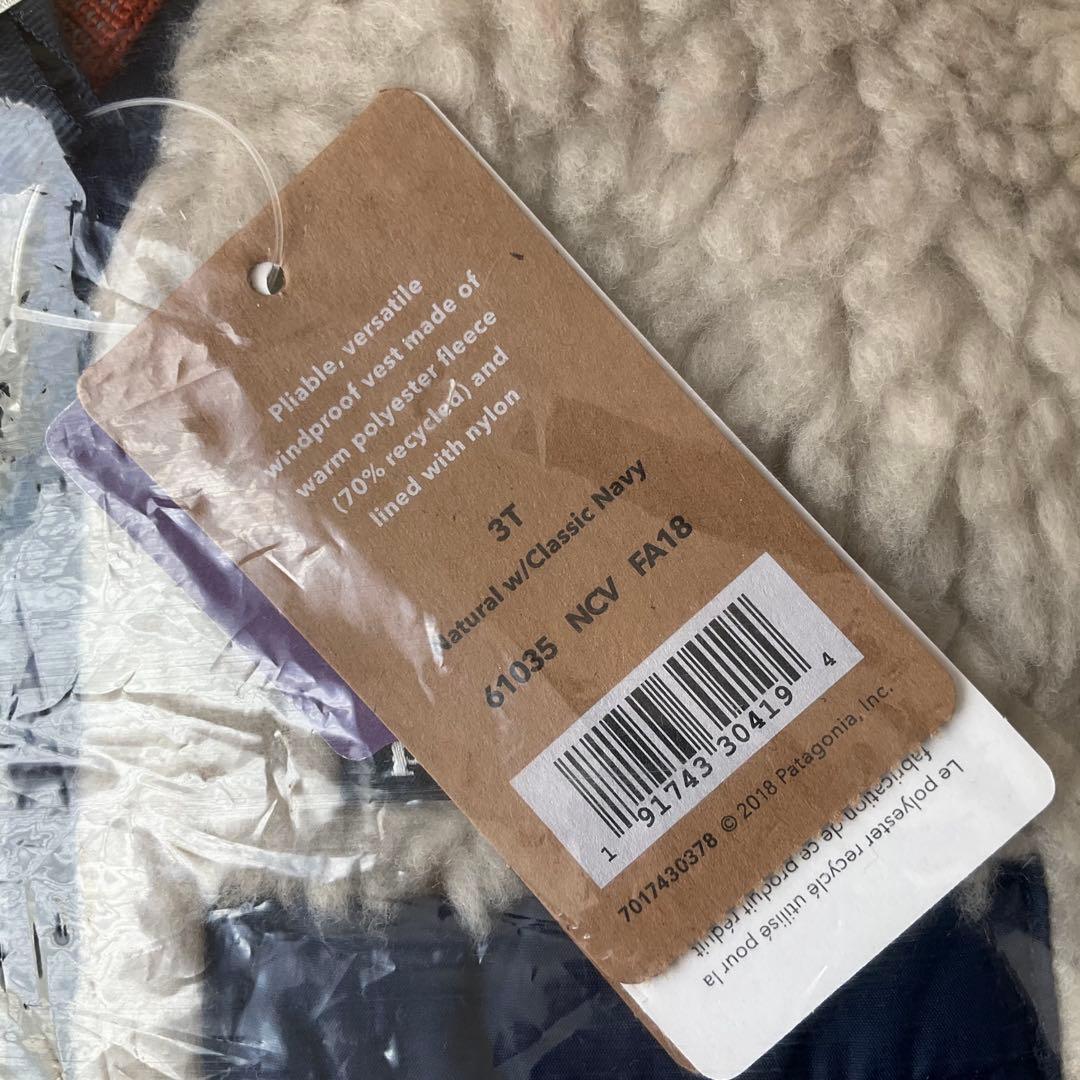 Pliable, versatile
windproof vest made of
warm polyester fleece
(70% recycled) and
lined with nylon
3T
Natural w/Classic Navy
61035 NCV FA18
1 91743 30419 4
7017430378 © 2018 Patagonia, Inc.
Le polyester recyclé utilisé pour la
fabrication de ce produit réduit